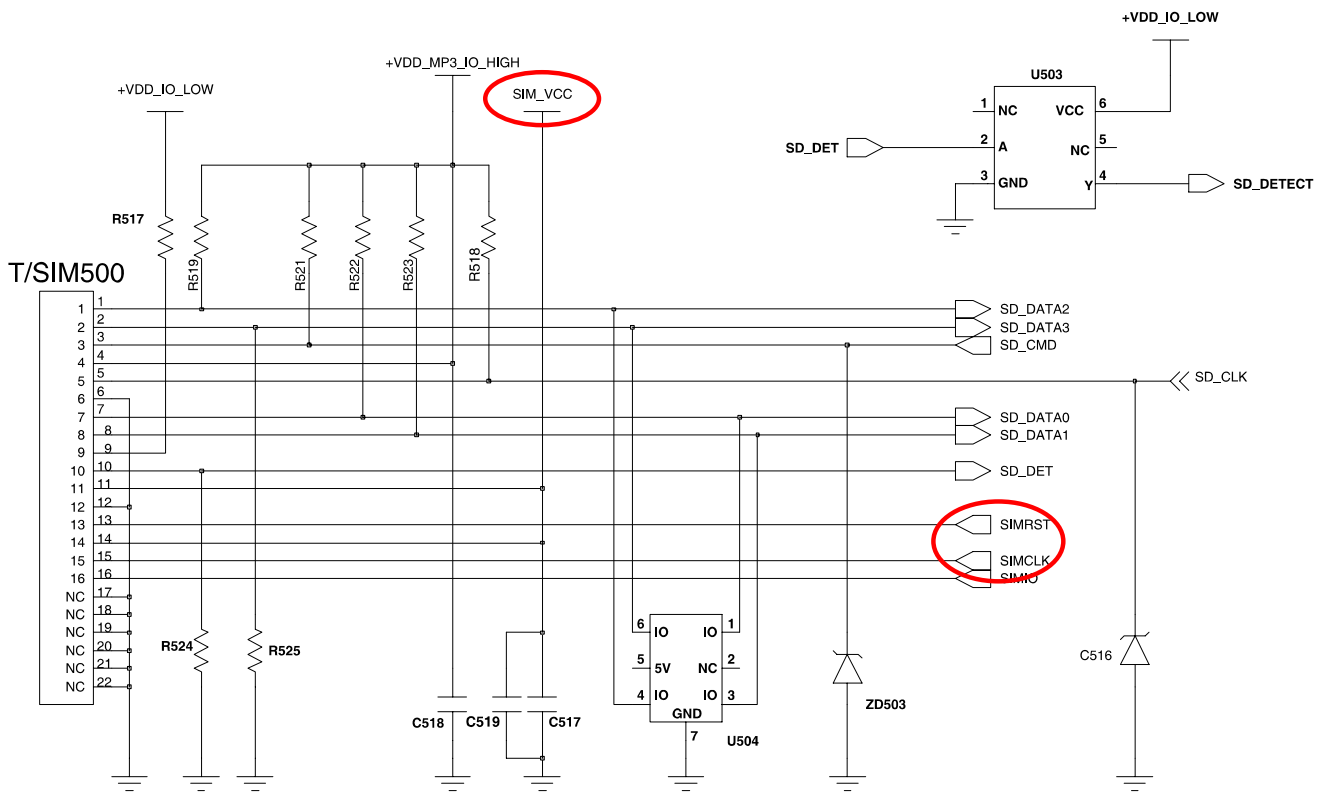 +VDD_IO_LOW
+VDD_MP3_IO_HIGH
+VDD_IO_LOW
SIM_VCC
U503
1 NC VCC 6
SD_DET 2 A NC 5
3 GND Y 4 SD_DETECT
R517
R519
R521
R522
R523
R518
T/SIM500
1 1 SD_DATA2
2 2 SD_DATA3
3 3 SD_CMD
4 4
5 5 SD_CLK
6 6
7 7 SD_DATA0
8 8 SD_DATA1
9 9
10 10 SD_DET
11 11
12 12
13 13 SIMRST
14 14
15 15 SIMCLK
16 16 SIMIO
NC 17
NC 18
NC 19
NC 20
NC 21
NC 22
R524
R525
6 IO IO 1
5 5V NC 2
4 IO IO 3
GND
7
U504
C518
C519
C517
ZD503
C516